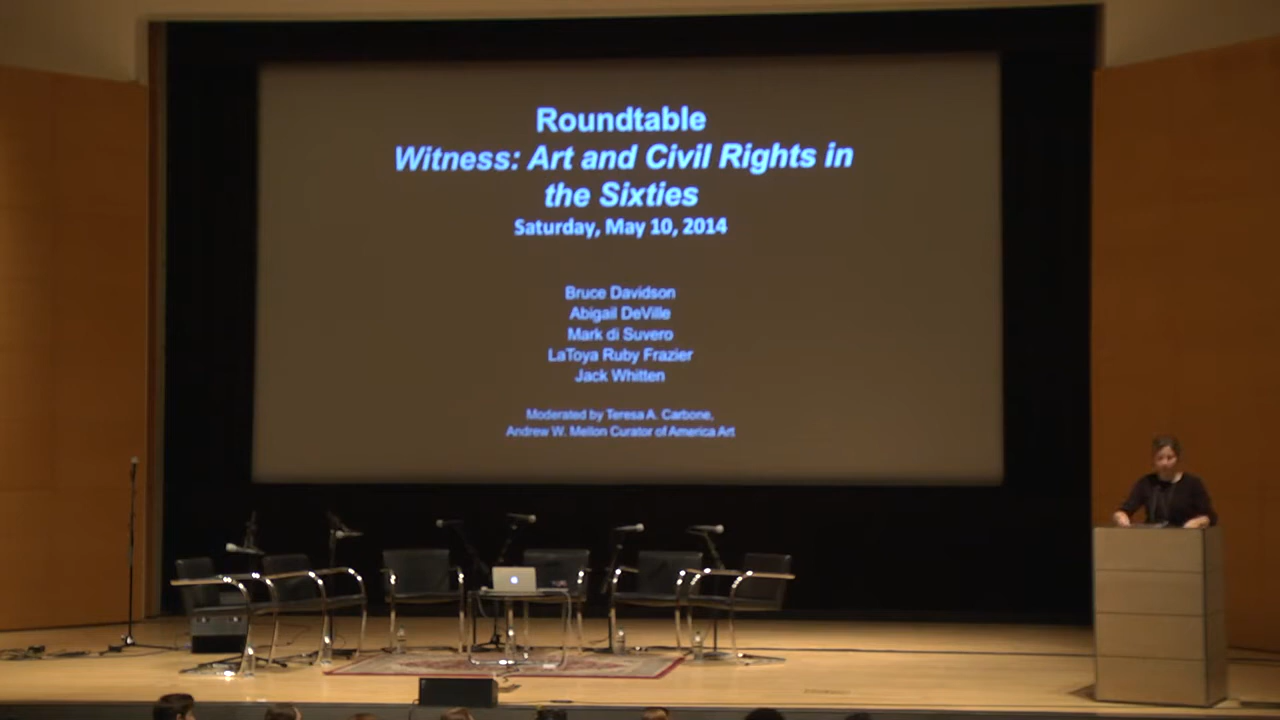 Roundtable
Witness: Art and Civil Rights in
the Sixties
Saturday, May 10, 2014
Bruce Davidson
Abigail DeVille
Mark di Suvero
LaToya Ruby Frazier
Jack Whitten
Moderated by Teresa A. Carbone,
Andrew W. Mellon Curator of America Art